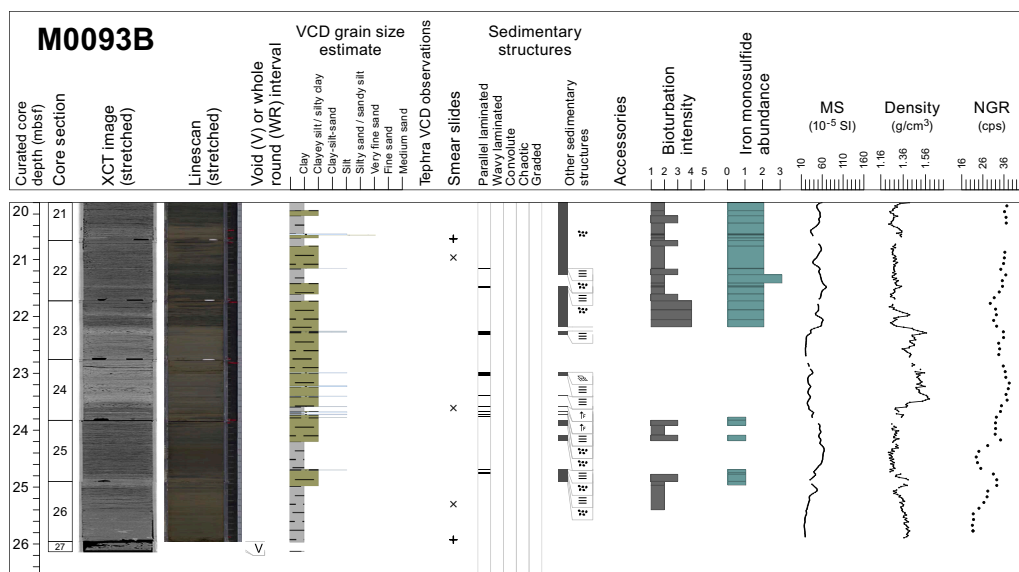 M0093B
VCD grain size
estimate
Sedimentary
structures
Curated core
depth (mbsf)
Core section
XCT image
(stretched)
Linescan
(stretched)
Void (V) or whole
round (WR) interval
Clay
Clayey silt / silty clay
Clay-silt-sand
Silt
Silty sand / sandy silt
Very fine sand
Fine sand
Medium sand
Tephra VCD observations
Smear slides
Parallel laminated
Wavy laminated
Convolute
Chaotic
Graded
Other sedimentary
structures
Accessories
Bioturbation
intensity
1 2 3 4 5
Iron monosulfide
abundance
0 1 2 3
MS
(10⁻⁵ SI)
10 60 110 160
Density
(g/cm³)
1.16 1.36 1.56
NGR
(cps)
16 26 36
20
21
22
23
24
25
26
21
22
23
24
25
26
27
V
F
F